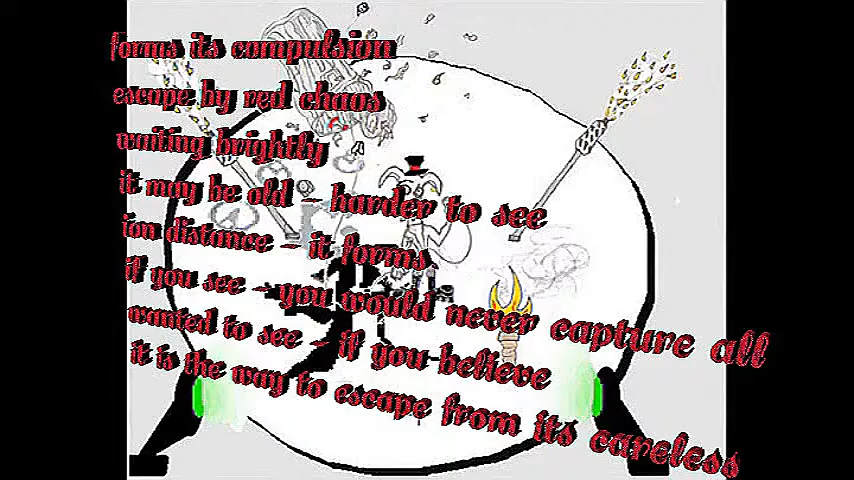 forms its compulsion
escape by red chaos
waiting brightly
it may be old - harder to see
ion distance - it forms
if you see - you would never capture all
wanted to see - if you believe
it is the way to escape from its careless